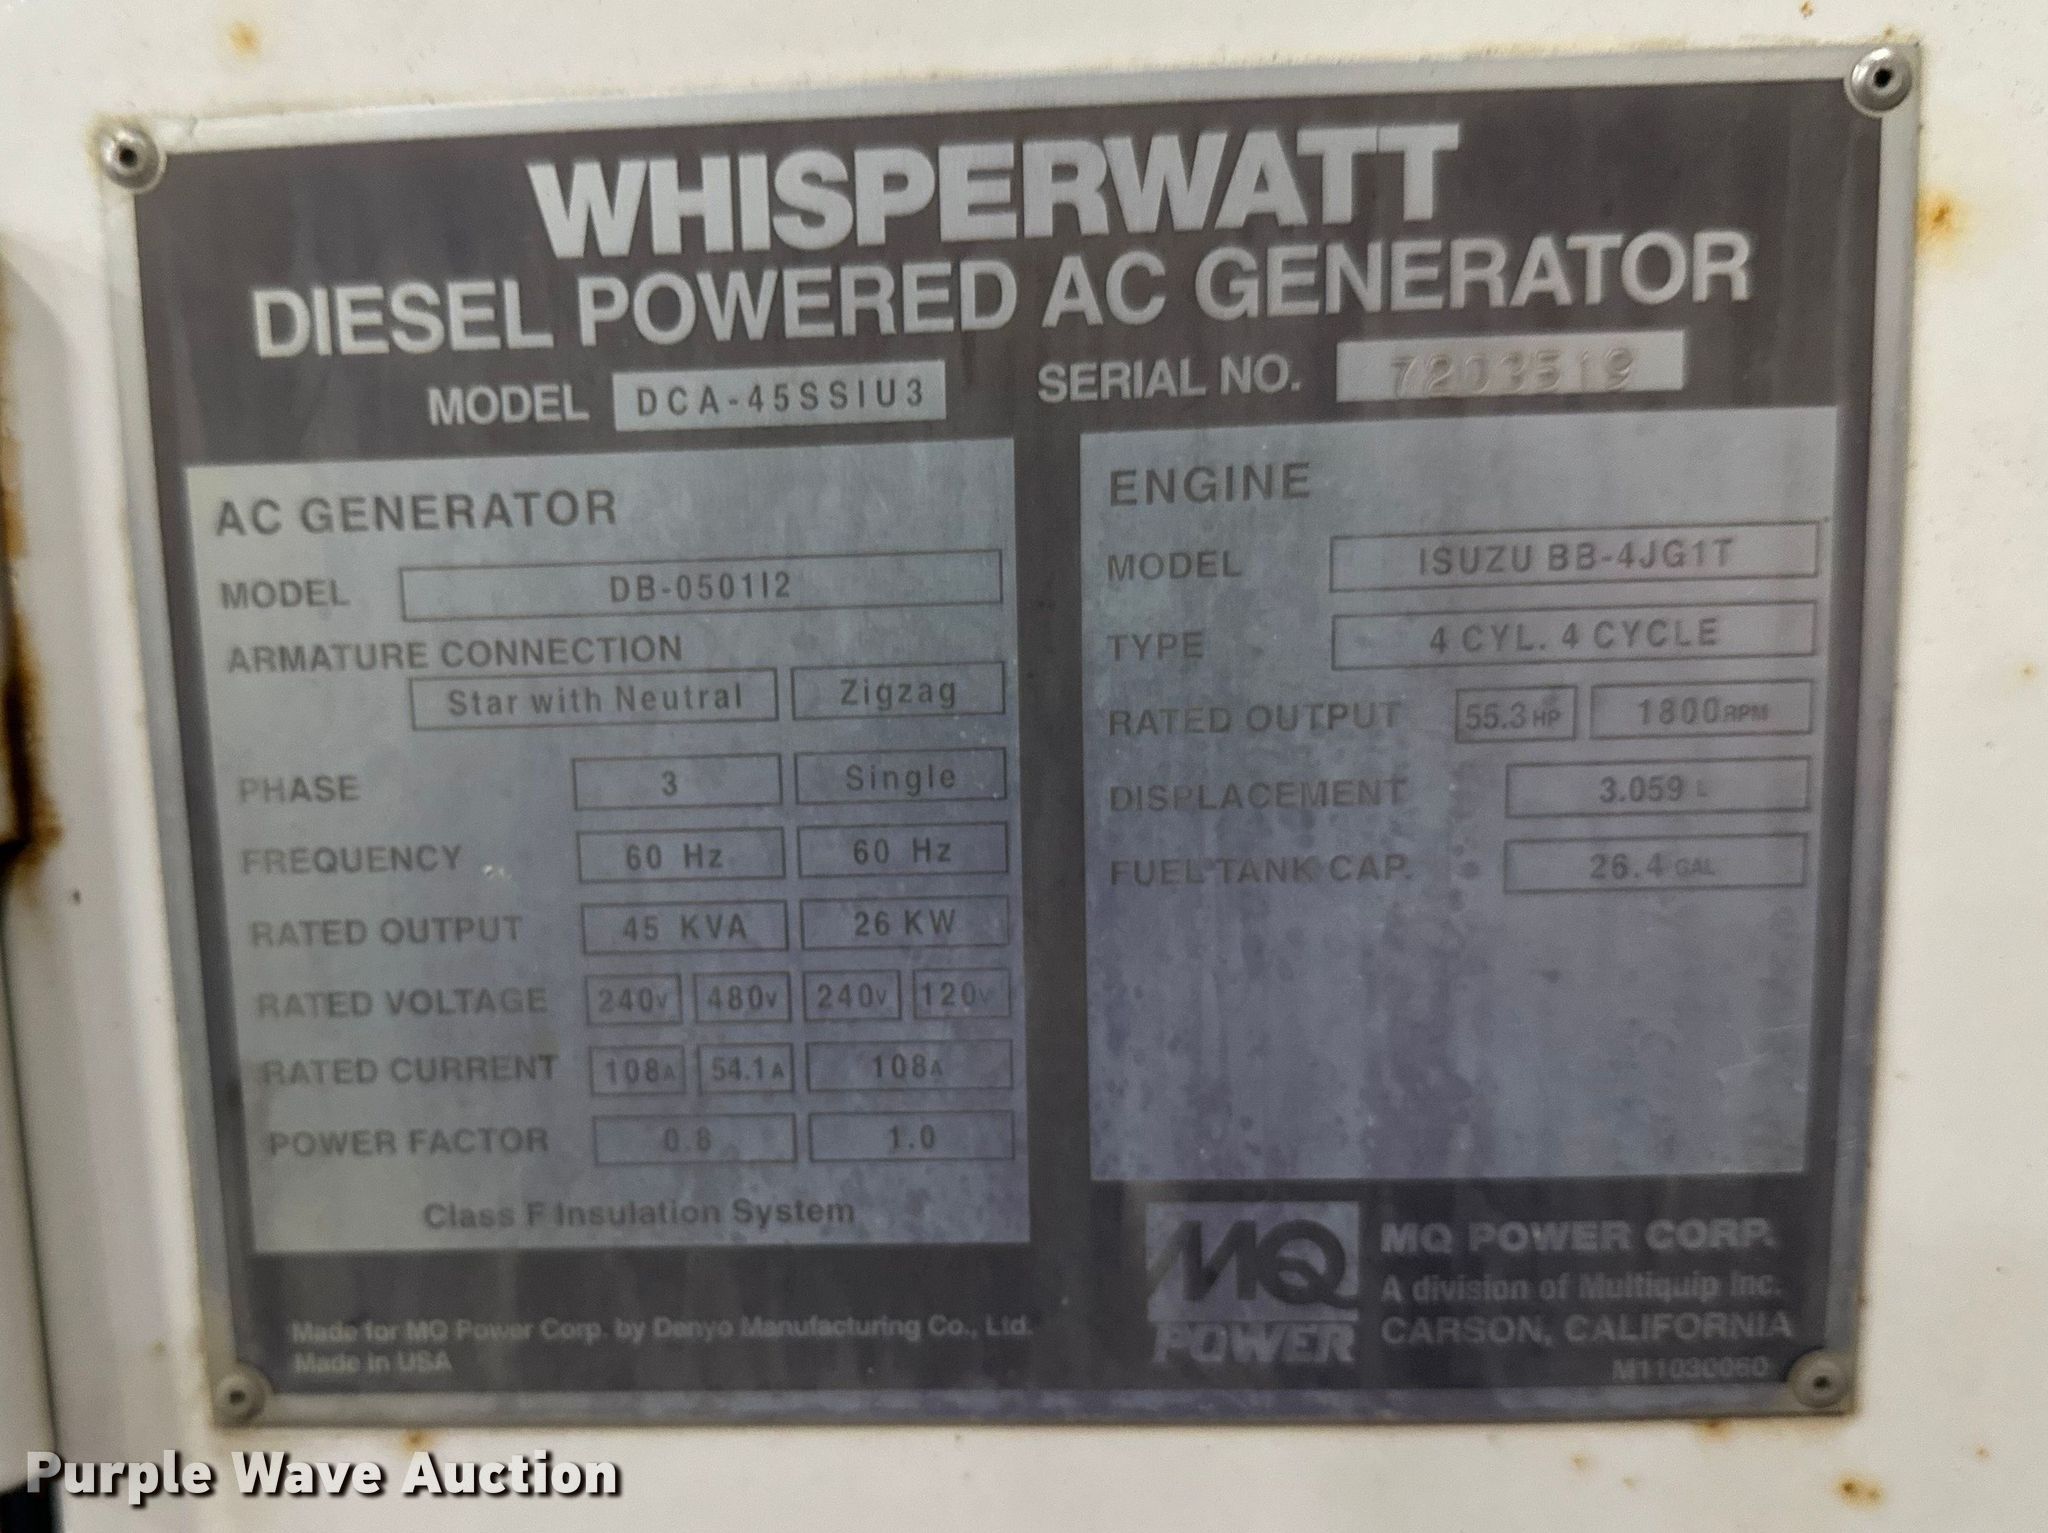 WHISPERWATT
DIESEL POWERED AC GENERATOR
MODEL DCA-45SSIU3 SERIAL NO. 7203519
AC GENERATOR
MODEL DB-0501I2
ARMATURE CONNECTION
Star with Neutral Zigzag
PHASE 3 Single
FREQUENCY 60 Hz 60 Hz
RATED OUTPUT 45 KVA 26 KW
RATED VOLTAGE 240V 480V 240V 120V
RATED CURRENT 108A 54.1A 108A
POWER FACTOR 0.8 1.0
Class F Insulation System
ENGINE
MODEL ISUZU BB-4JG1T
TYPE 4 CYL. 4 CYCLE
RATED OUTPUT 55.3 HP 1800 RPM
DISPLACEMENT 3.059 L
FUEL TANK CAP. 26.4 GAL
Made for MQ Power Corp. by Denyo Manufacturing Co., Ltd.
Made in USA
MQ
POWER
MQ POWER CORP.
A division of Multiquip Inc.
CARSON, CALIFORNIA
M11030060
Purple Wave Auction